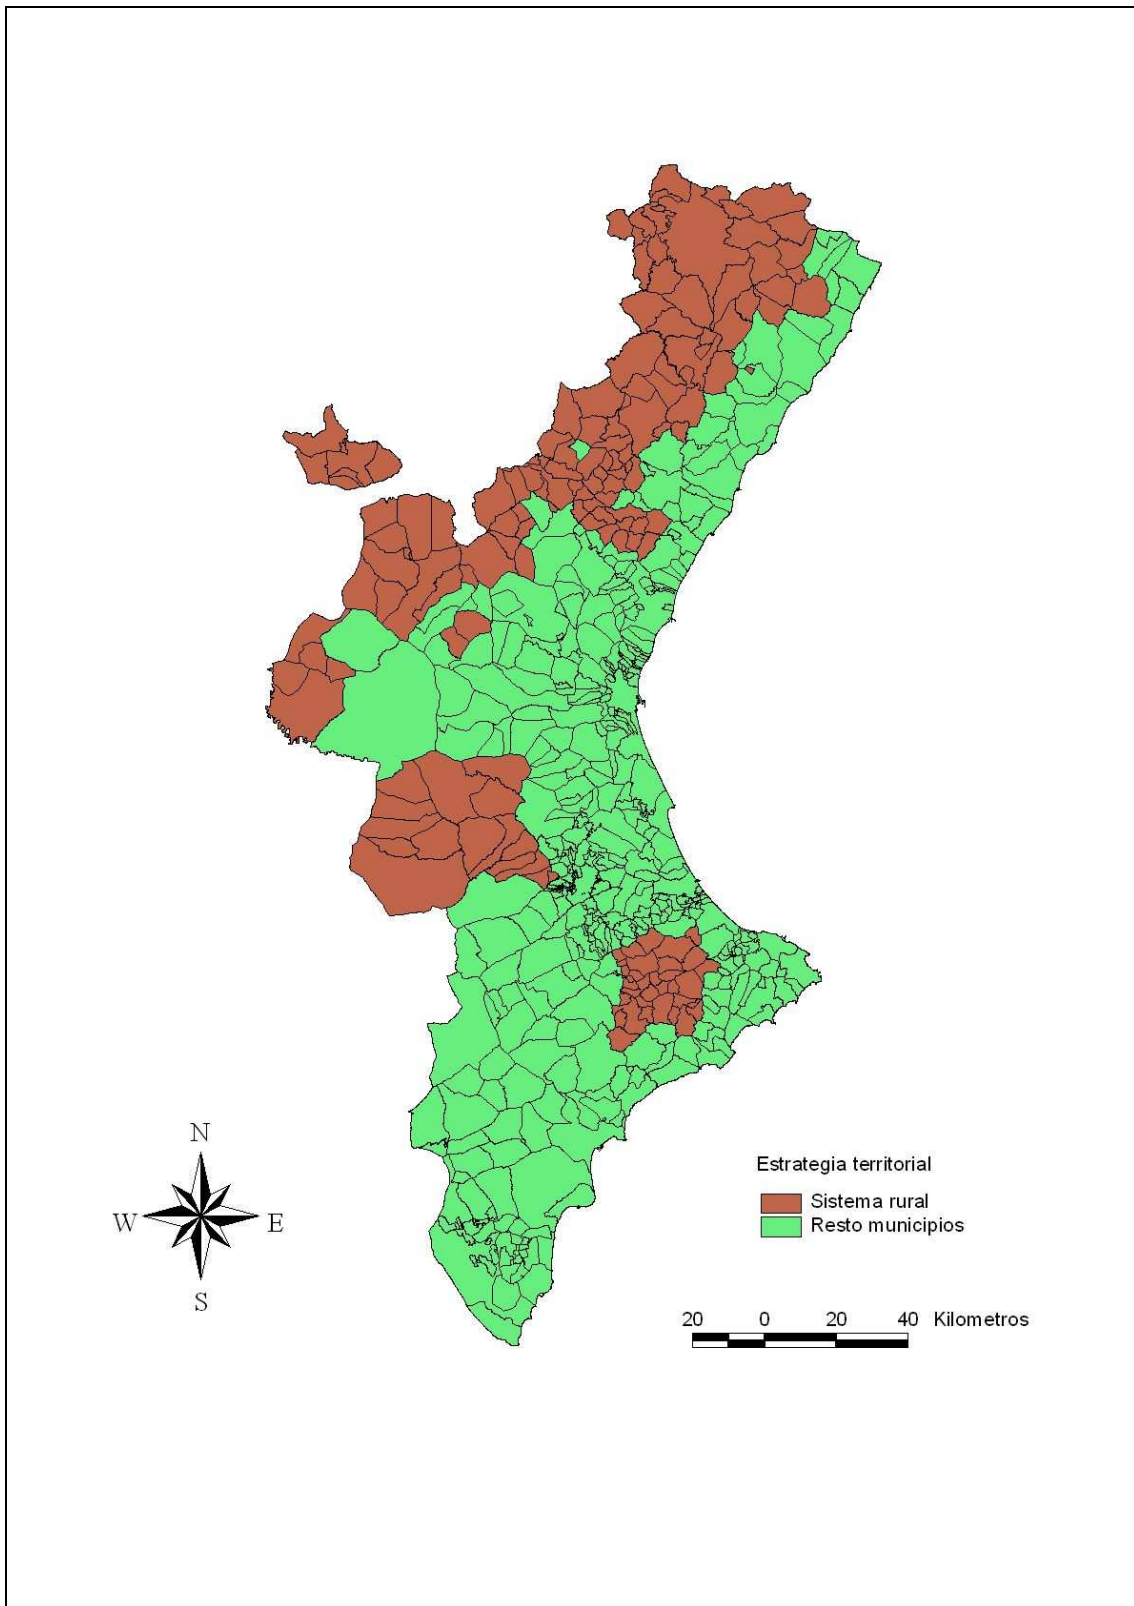 N
W E
S
Estrategia territorial
Sistema rural
Resto municipios
20 0 20 40 Kilometros